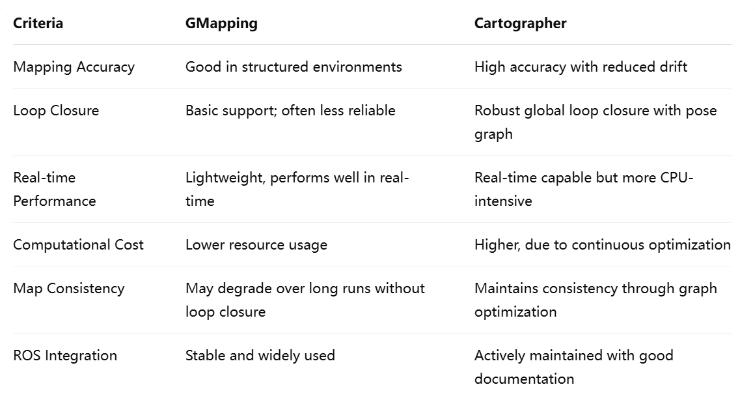 Criteria GMapping Cartographer
Mapping Accuracy Good in structured environments High accuracy with reduced drift
Loop Closure Basic support; often less reliable Robust global loop closure with pose
graph
Real-time Lightweight, performs well in real- Real-time capable but more CPU-
Performance time intensive
Computational Cost Lower resource usage Higher, due to continuous optimization
Map Consistency May degrade over long runs without Maintains consistency through graph
loop closure optimization
ROS Integration Stable and widely used Actively maintained with good
documentation